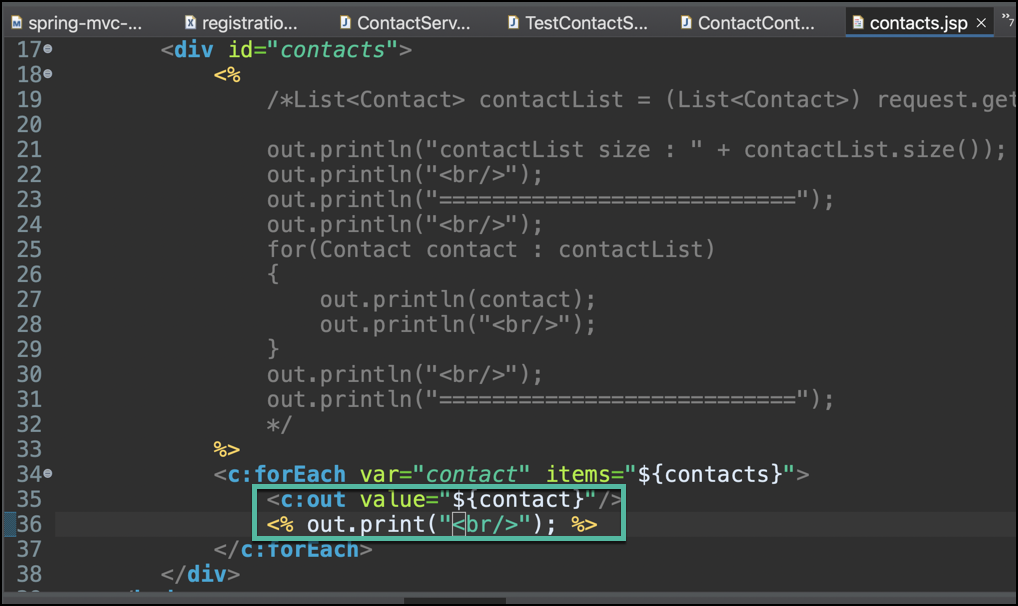 spring-mvc-... registratio... ContactServ... TestContactS... ContactCont... contacts.jsp
17 <div id="contacts">
18 <%
19 /*List<Contact> contactList = (List<Contact>) request.get
20
21 out.println("contactList size : " + contactList.size());
22 out.println("<br/>");
23 out.println("===========================");
24 out.println("<br/>");
25 for(Contact contact : contactList)
26 {
27 out.println(contact);
28 out.println("<br/>");
29 }
30 out.println("<br/>");
31 out.println("===========================");
32 */
33 %>
34 <c:forEach var="contact" items="${contacts}">
35 <c:out value="${contact}"/>
36 <% out.print("<br/>"); %>
37 </c:forEach>
38 </div>